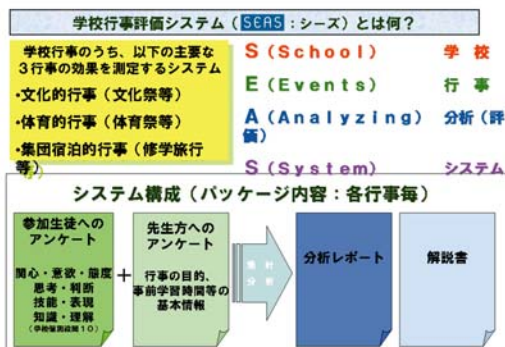 学校行事評価システム（SEAS：シーズ）とは何？
学校行事のうち、以下の主要な
３行事の効果を測定するシステム
・文化的行事（文化祭等）
・体育的行事（体育祭等）
・集団宿泊的行事（修学旅行
等）
S（School） 学 校
E（Events） 行 事
A（Analyzing） 分析（評
価）
S（System） システム
システム構成（パッケージ内容：各行事毎）
参加生徒への
アンケート
関心・意欲・態度
思考・判断
技能・表現
知識・理解
＋
先生方への
アンケート
行事の目的、
事前学習時間等の
基本情報
集 計
分 析
分析レポート
解説書